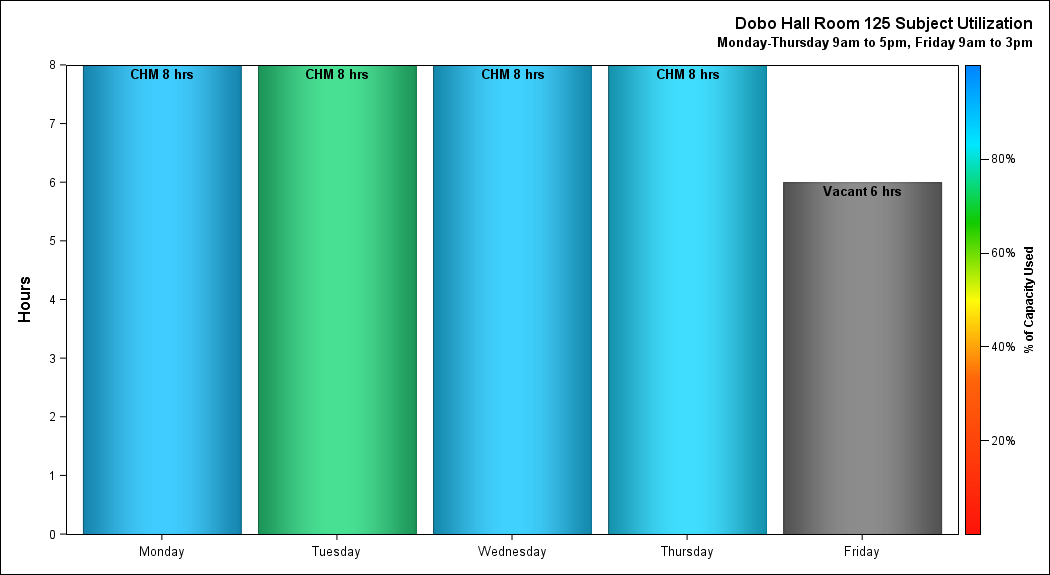 Dobo Hall Room 125 Subject Utilization
Monday-Thursday 9am to 5pm, Friday 9am to 3pm
8
7
6
5
4
3
2
1
0
Hours
CHM 8 hrs
CHM 8 hrs
CHM 8 hrs
CHM 8 hrs
Vacant 6 hrs
Monday
Tuesday
Wednesday
Thursday
Friday
80%
60%
40%
20%
% of Capacity Used